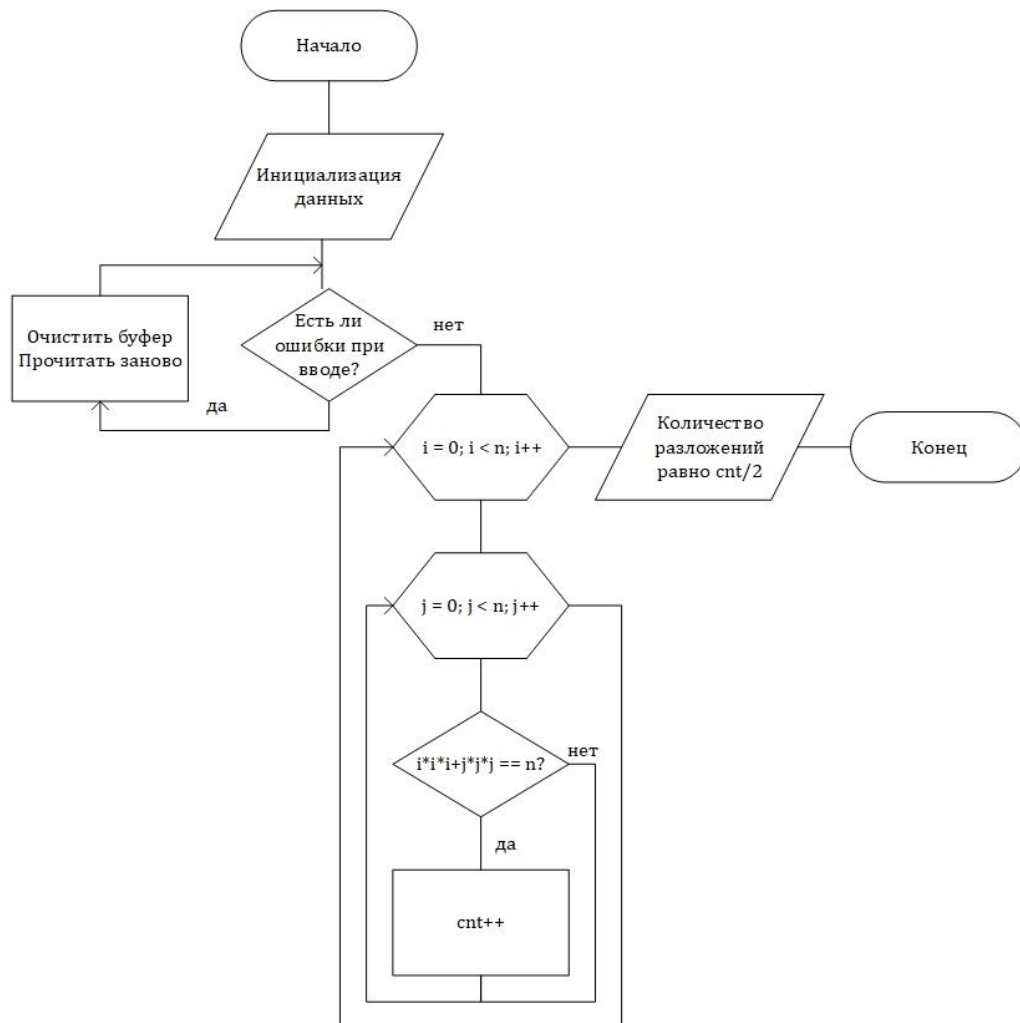 Начало
Инициализация
данных
Очистить буфер
Прочитать заново
Есть ли
ошибки при
вводе?
нет
да
i = 0; i < n; i++
Количество
разложений
равно cnt/2
Конец
j = 0; j < n; j++
i*i*i+j*j*j == n?
нет
да
cnt++